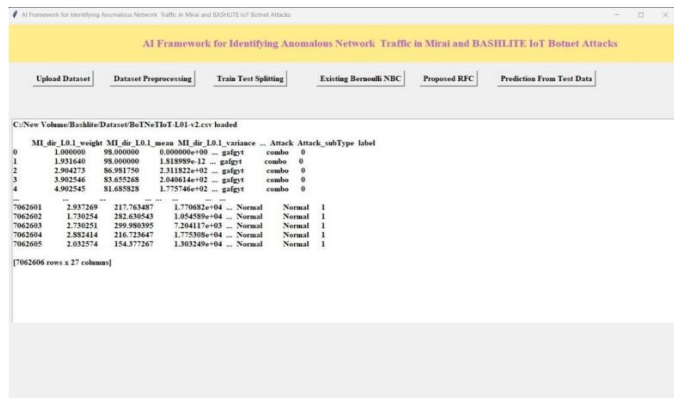 AI Framework for Identifying Anomalous Network Traffic in Mirai and BASHLITE IoT Botnet Attacks
AI Framework for Identifying Anomalous Network Traffic in Mirai and BASHLITE IoT Botnet Attacks
Upload Dataset Dataset Preprocessing Train Test Splitting Existing Bernoulli NBC Proposed RFC Prediction From Test Data
C:/New Volume/Bashlite/Dataset/BoTNeTIoT-L01-v2.csv loaded
MI_dir_L0.1_weight MI_dir_L0.1_mean MI_dir_L0.1_variance ... Attack Attack_subType label
0 1.000000 98.000000 0.000000e+00 ... gafgyt combo 0
1 1.931640 98.000000 1.818989e-12 ... gafgyt combo 0
2 2.904273 86.981750 2.311822e+02 ... gafgyt combo 0
3 3.902546 83.655268 2.040614e+02 ... gafgyt combo 0
4 4.902545 81.685828 1.775746e+02 ... gafgyt combo 0
... ... ... ... ... ... ... ...
7062601 2.937269 217.763487 1.770682e+04 ... Normal Normal 1
7062602 1.730254 282.630543 1.054589e+04 ... Normal Normal 1
7062603 2.730251 299.980395 7.204117e+03 ... Normal Normal 1
7062604 2.882414 216.723647 1.775308e+04 ... Normal Normal 1
7062605 2.032574 154.377267 1.303249e+04 ... Normal Normal 1
[7062606 rows x 27 columns]